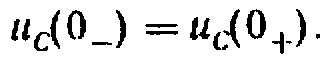 u_C(0_−) = u_C(0_+).